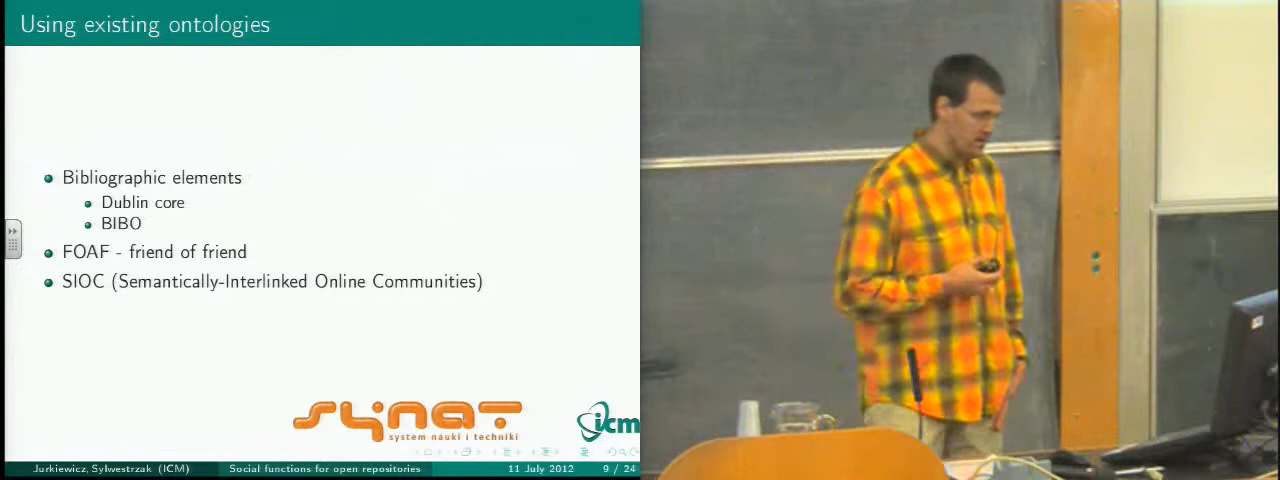 Using existing ontologies
Bibliographic elements
Dublin core
BIBO
FOAF - friend of friend
SIOC (Semantically-Interlinked Online Communities)
synat
system nauki i techniki
icm
Jurkiewicz, Sylwestrzak (ICM) Social functions for open repositories 11 July 2012 9 / 24